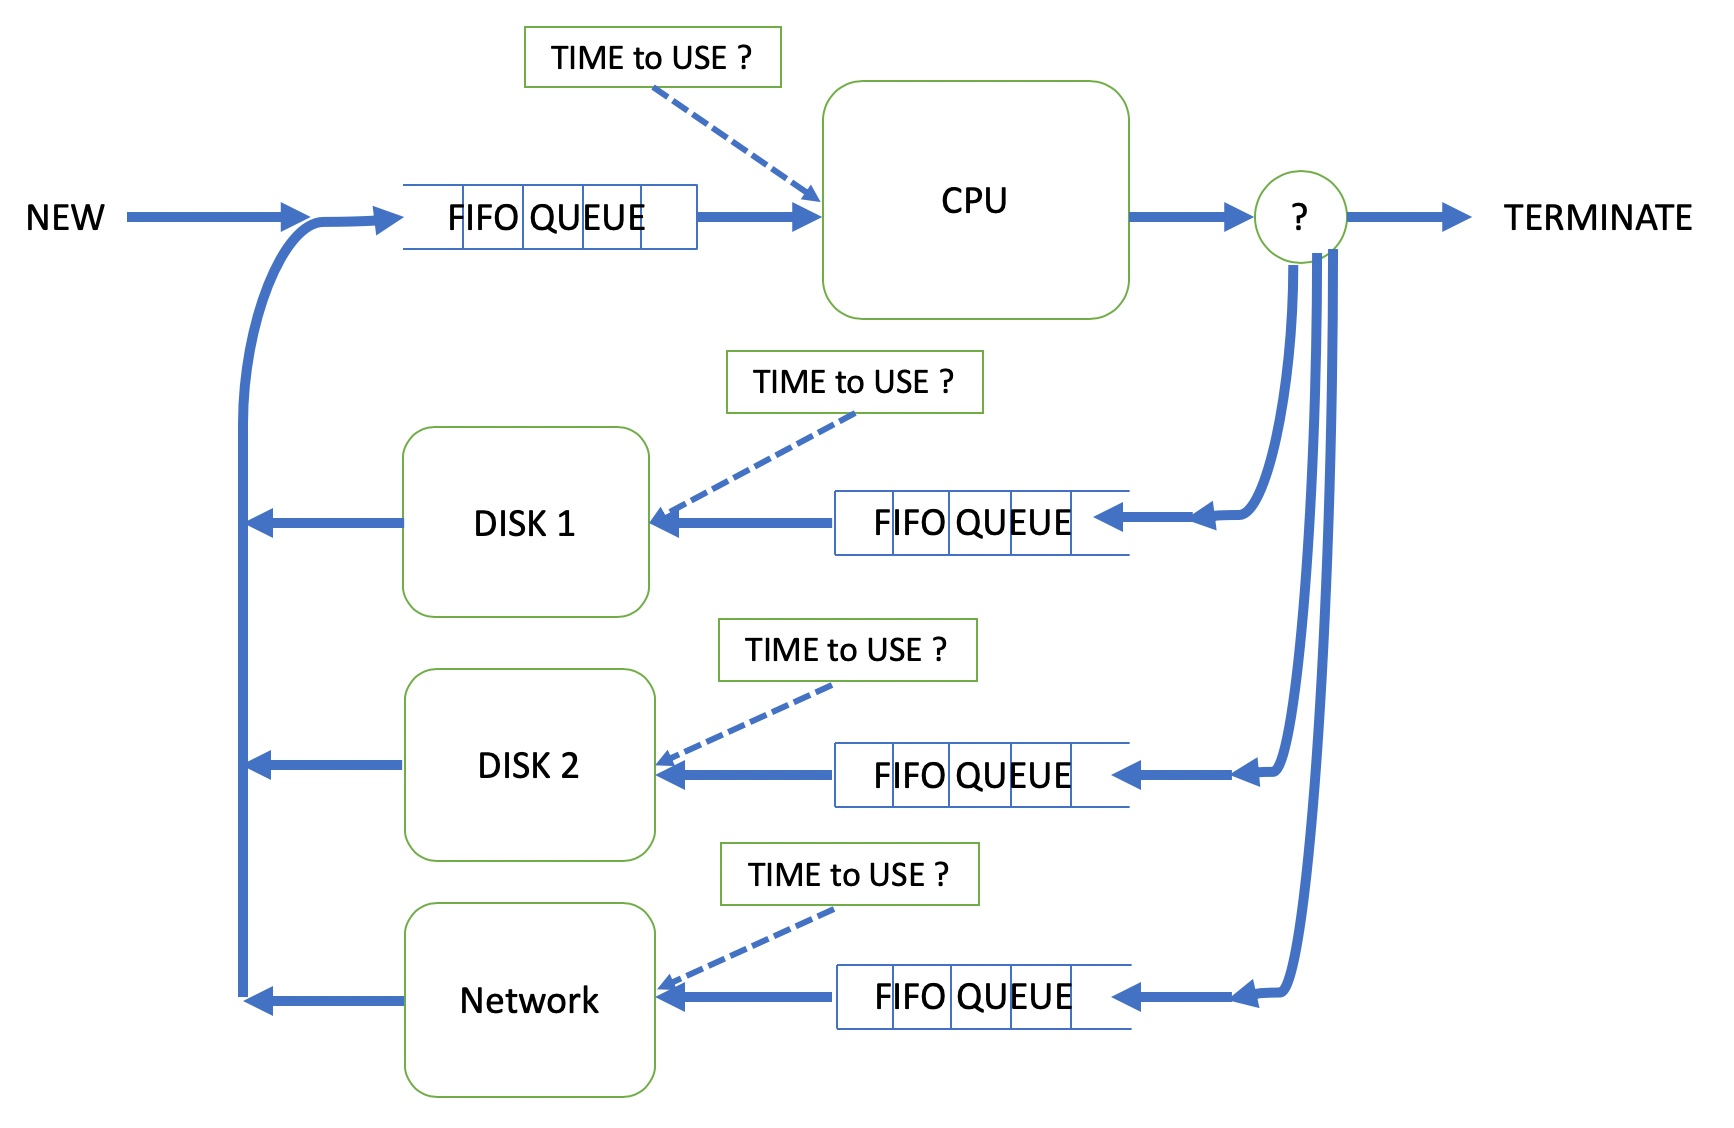 TIME to USE ?
CPU
NEW
FIFO QUEUE
?
TERMINATE
TIME to USE ?
DISK 1
FIFO QUEUE
TIME to USE ?
DISK 2
FIFO QUEUE
TIME to USE ?
Network
FIFO QUEUE